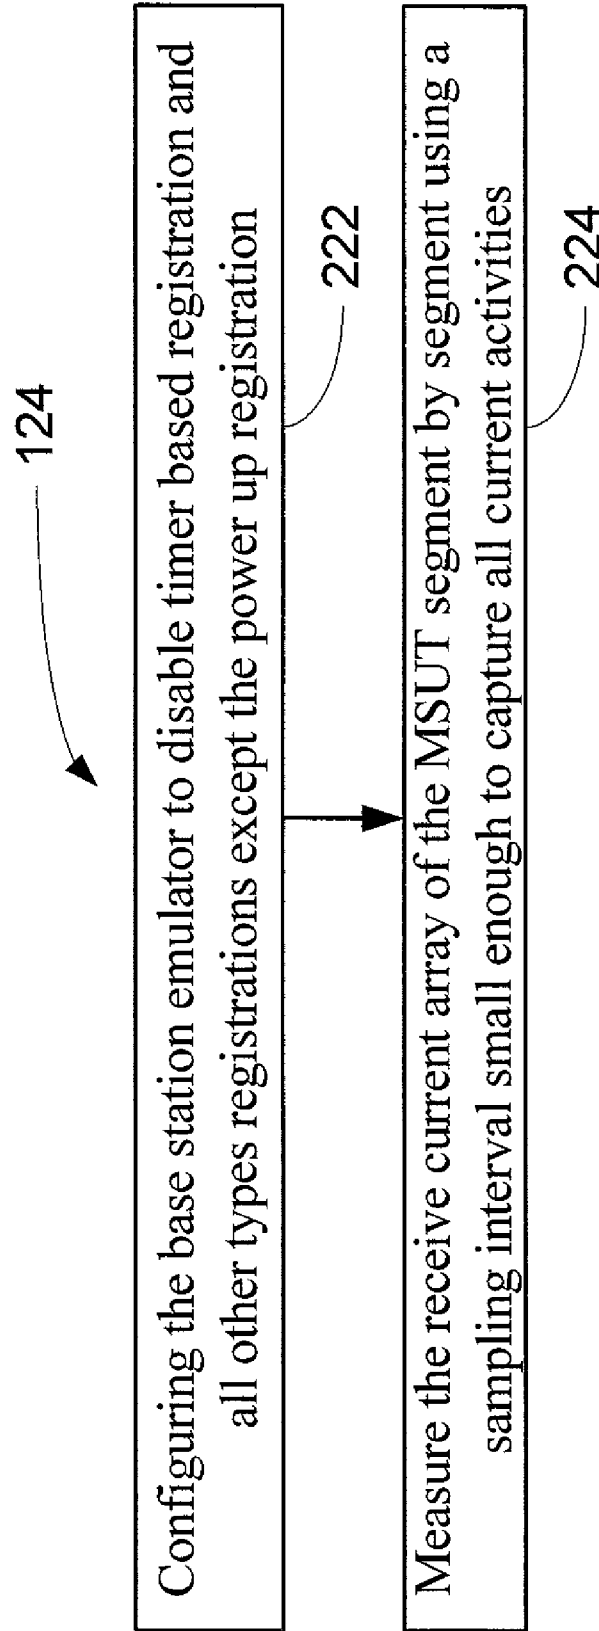 124
Configuring the base station emulator to disable timer based registration and
all other types registrations except the power up registration
222
Measure the receive current array of the MSUT segment by segment using a
sampling interval small enough to capture all current activities
224